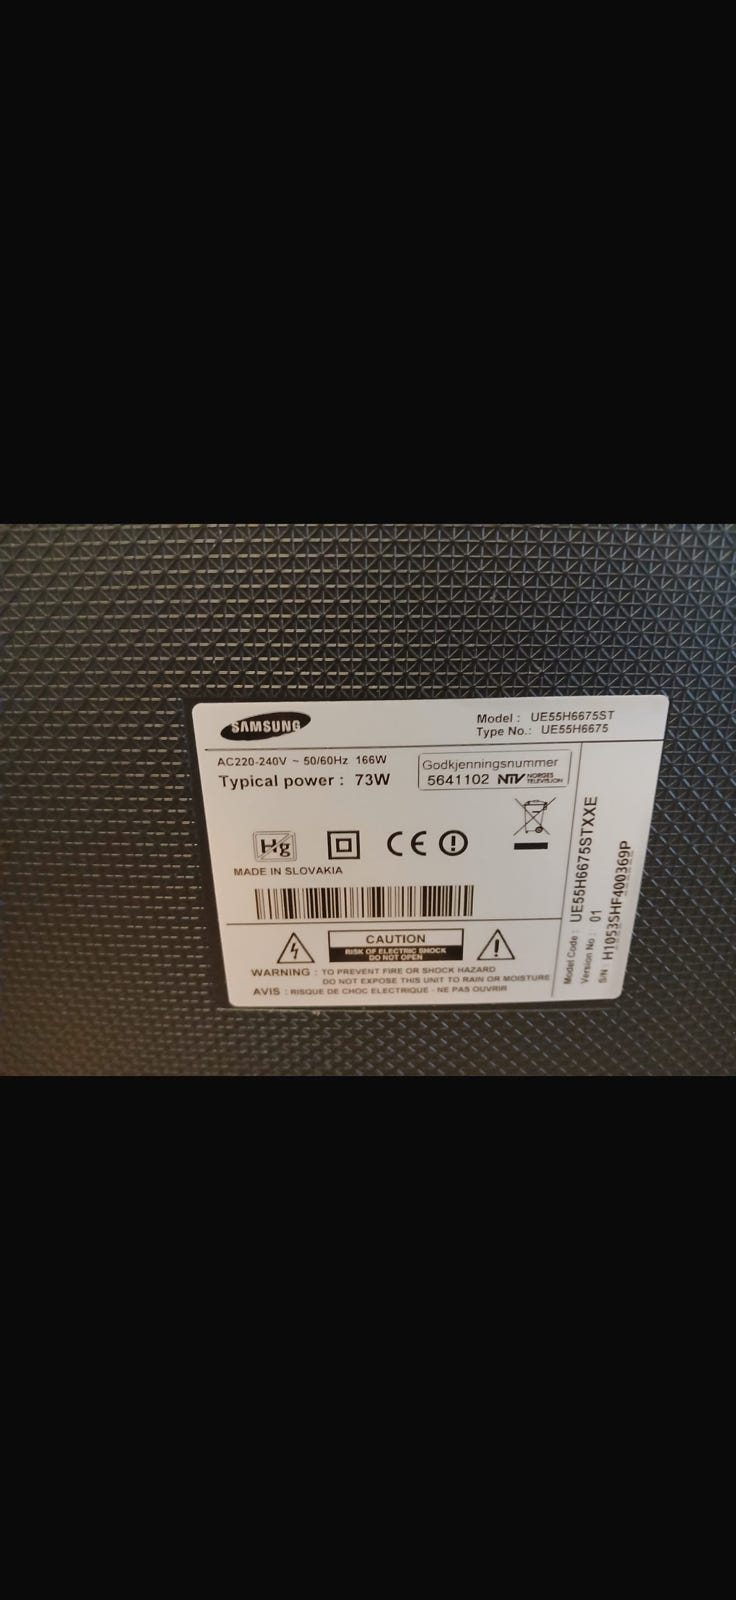 SAMSUNG
Model : UE55H6675ST
Type No.: UE55H6675
AC220-240V ~ 50/60Hz 166W
Typical power : 73W
Godkjenningsnummer
5641102 NTV NORGES TELEVISJON
Hg
CE
MADE IN SLOVAKIA
CAUTION
RISK OF ELECTRIC SHOCK
DO NOT OPEN
WARNING : TO PREVENT FIRE OR SHOCK HAZARD
DO NOT EXPOSE THIS UNIT TO RAIN OR MOISTURE
AVIS : RISQUE DE CHOC ELECTRIQUE - NE PAS OUVRIR
Model Code : UE55H6675STXXE
Version No : 01
S/N H1053SHF400369P